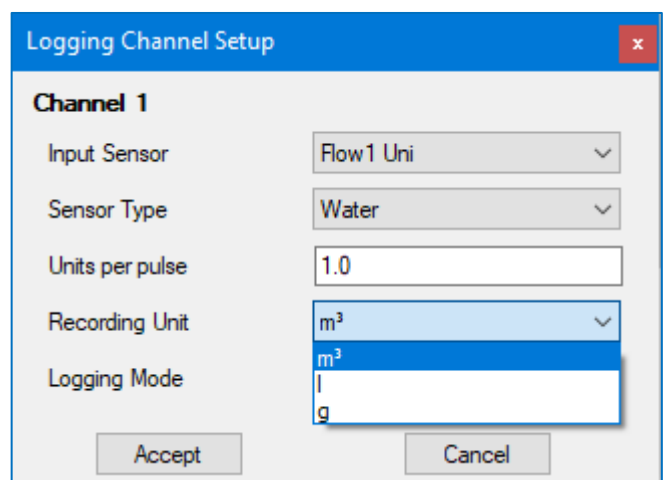 Logging Channel Setup
x
Channel 1
Input Sensor Flow1 Uni
Sensor Type Water
Units per pulse 1.0
Recording Unit m³
m³
Logging Mode l
g
Accept Cancel